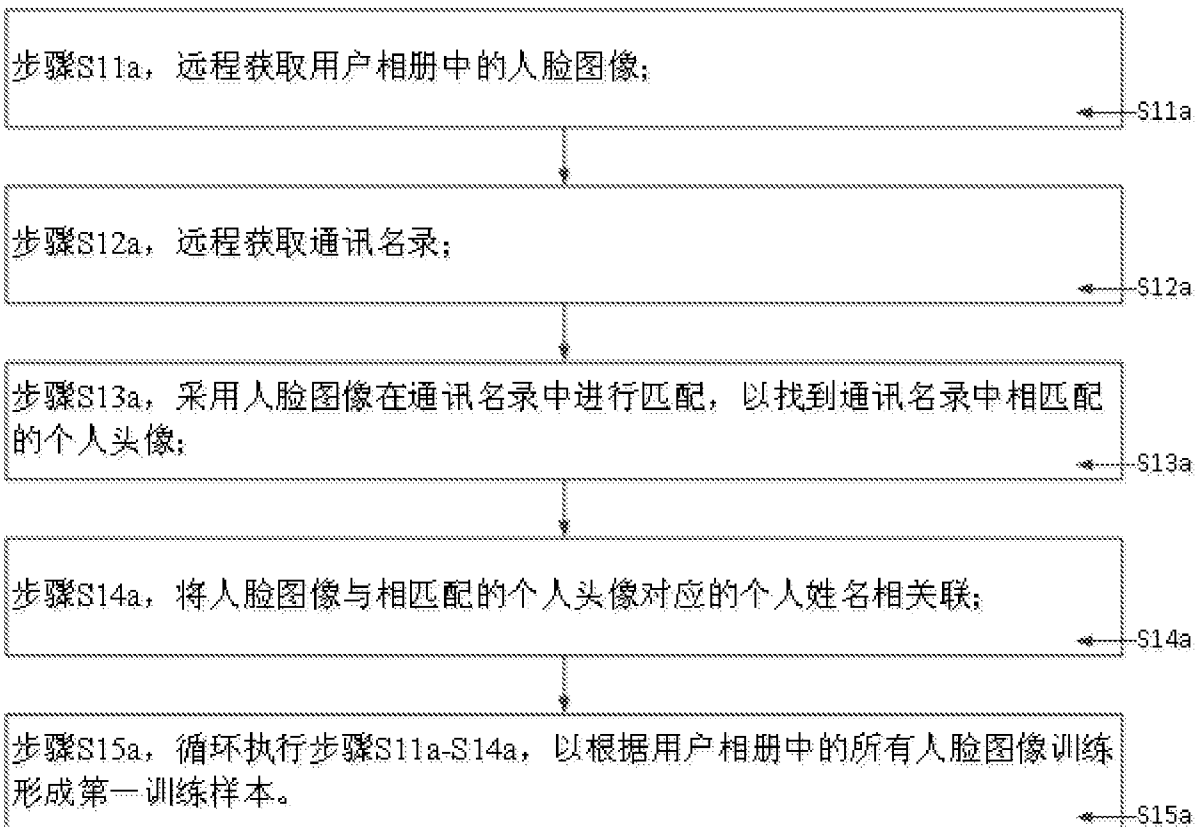 步骤S11a，远程获取用户相册中的人脸图像；
S11a
步骤S12a，远程获取通讯名录；
S12a
步骤S13a，采用人脸图像在通讯名录中进行匹配，以找到通讯名录中相匹配
的个人头像；
S13a
步骤S14a，将人脸图像与相匹配的个人头像对应的个人姓名相关联；
S14a
步骤S15a，循环执行步骤S11a-S14a，以根据用户相册中的所有人脸图像训练
形成第一训练样本。
S15a